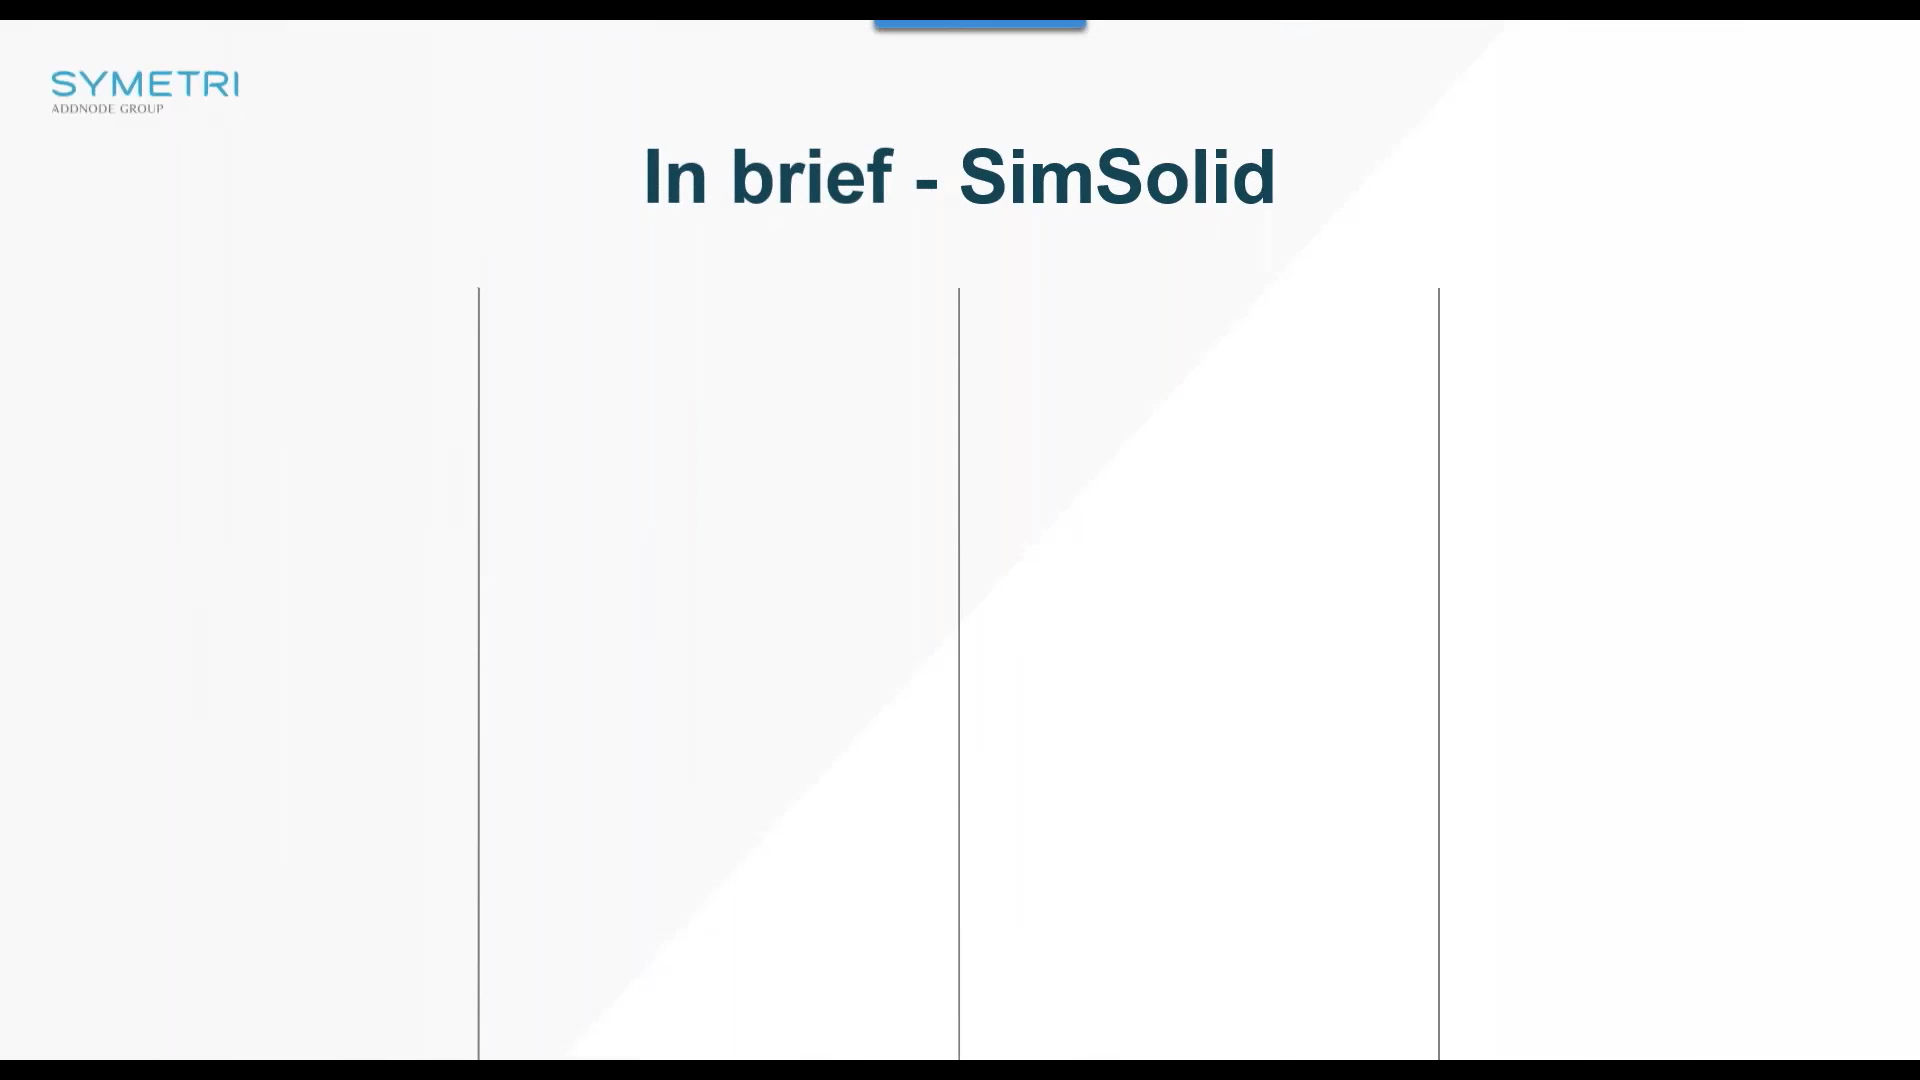 SYMETRI
ADDNODE GROUP
In brief - SimSolid